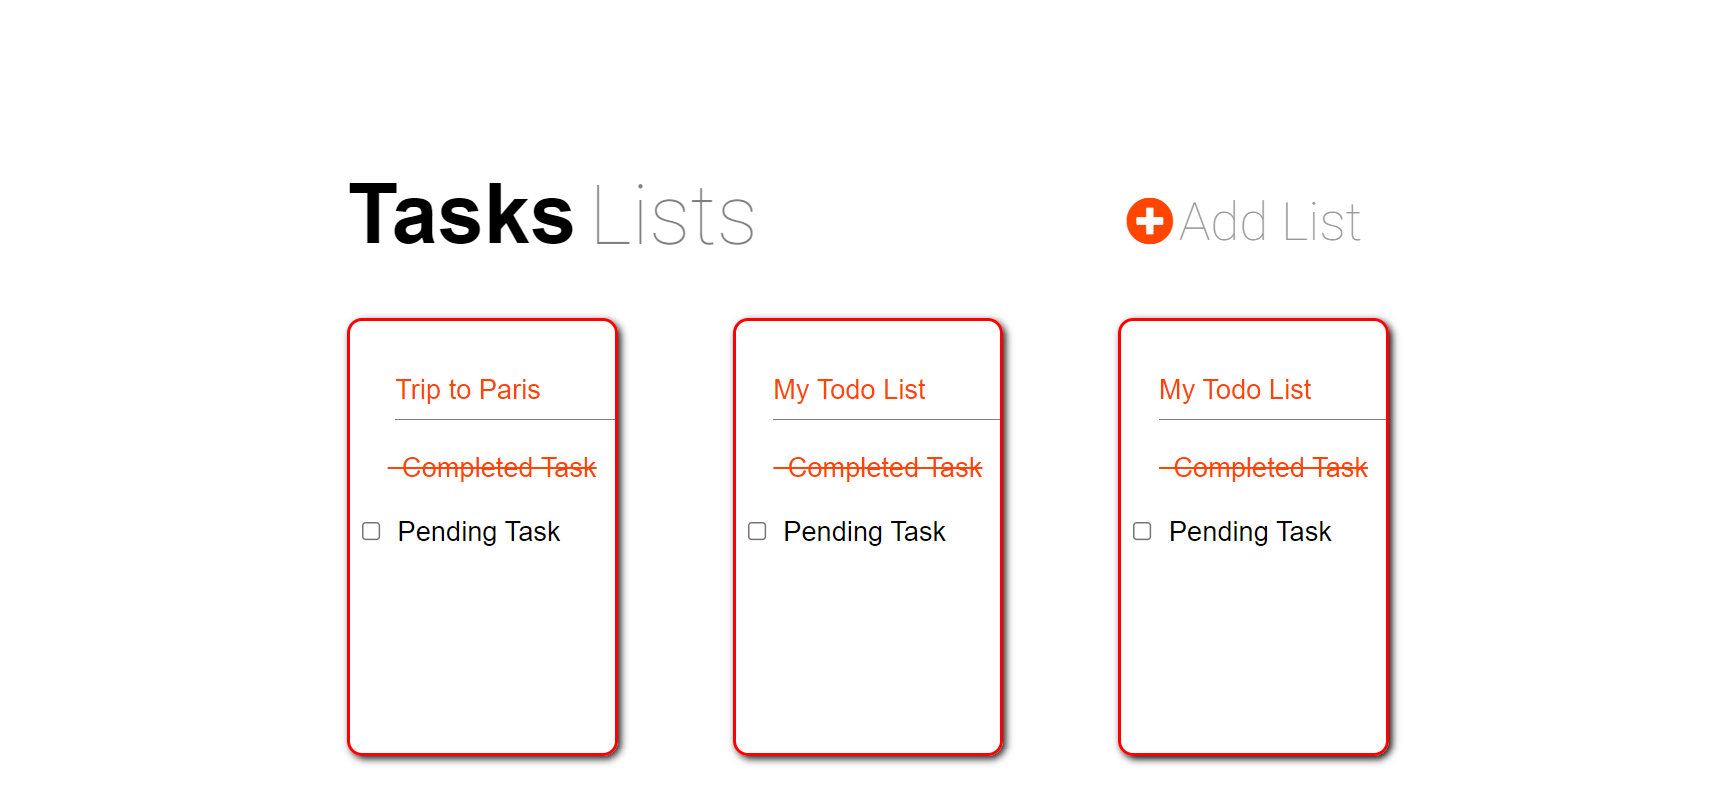 Tasks Lists
Add List
Trip to Paris
Completed Task
Pending Task
My Todo List
Completed Task
Pending Task
My Todo List
Completed Task
Pending Task